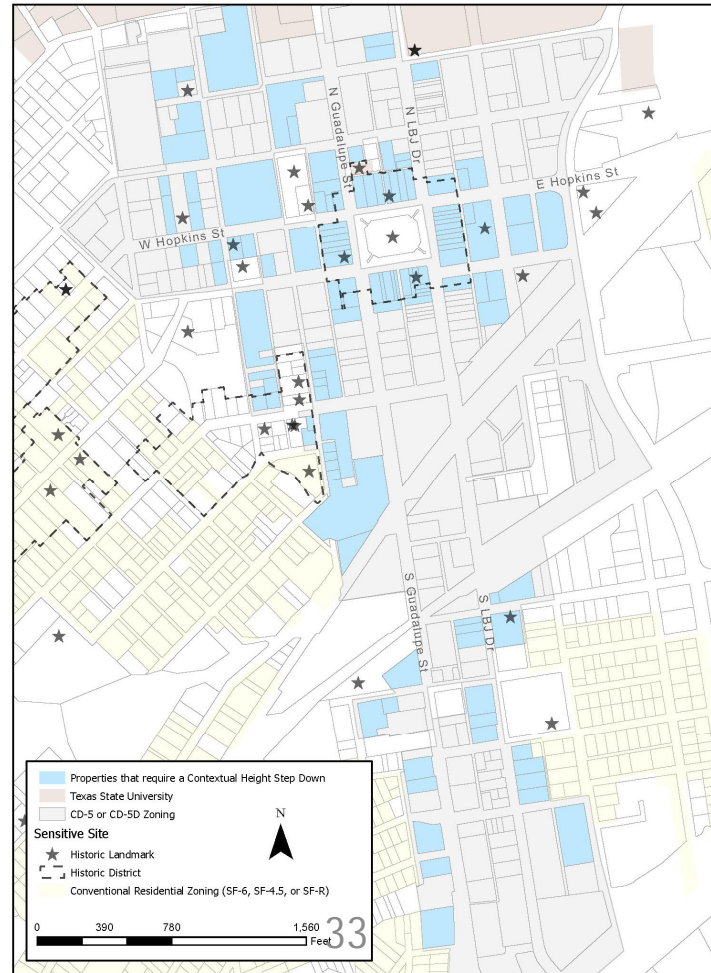 N Guadalupe St
N LBJ Dr
E Hopkins St
W Hopkins St
S Guadalupe St
S LBJ Dr
Properties that require a Contextual Height Step Down
Texas State University
CD-5 or CD-5D Zoning
Sensitive Site
N
Historic Landmark
Historic District
Conventional Residential Zoning (SF-6, SF-4.5, or SF-R)
0 390 780 1,560
Feet
33